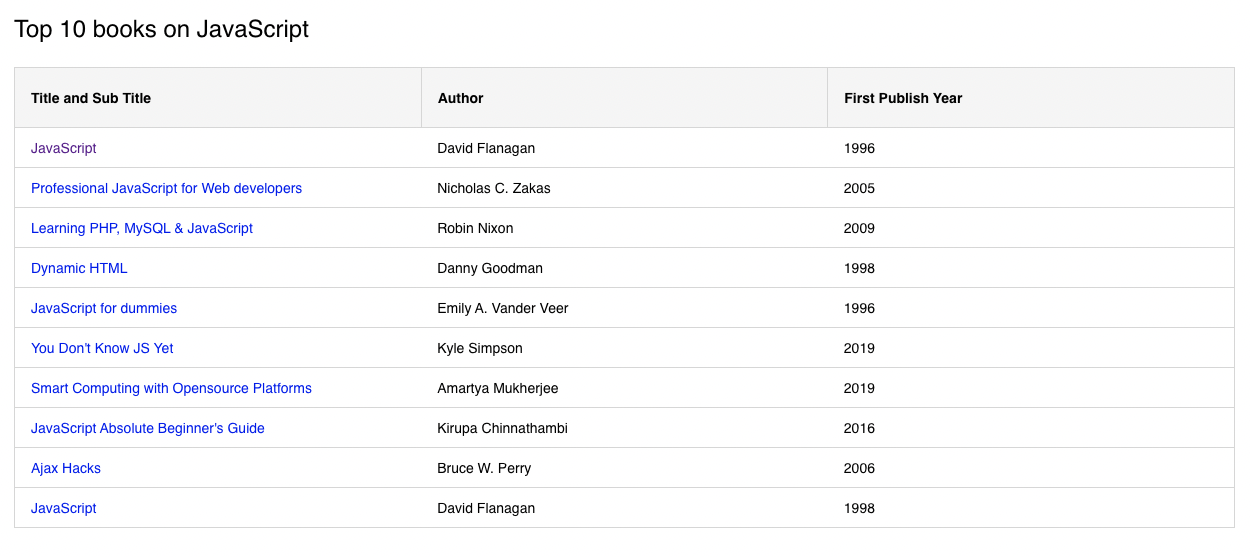 Top 10 books on JavaScript
Title and Sub Title Author First Publish Year
JavaScript David Flanagan 1996
Professional JavaScript for Web developers Nicholas C. Zakas 2005
Learning PHP, MySQL & JavaScript Robin Nixon 2009
Dynamic HTML Danny Goodman 1998
JavaScript for dummies Emily A. Vander Veer 1996
You Don't Know JS Yet Kyle Simpson 2019
Smart Computing with Opensource Platforms Amartya Mukherjee 2019
JavaScript Absolute Beginner's Guide Kirupa Chinnathambi 2016
Ajax Hacks Bruce W. Perry 2006
JavaScript David Flanagan 1998